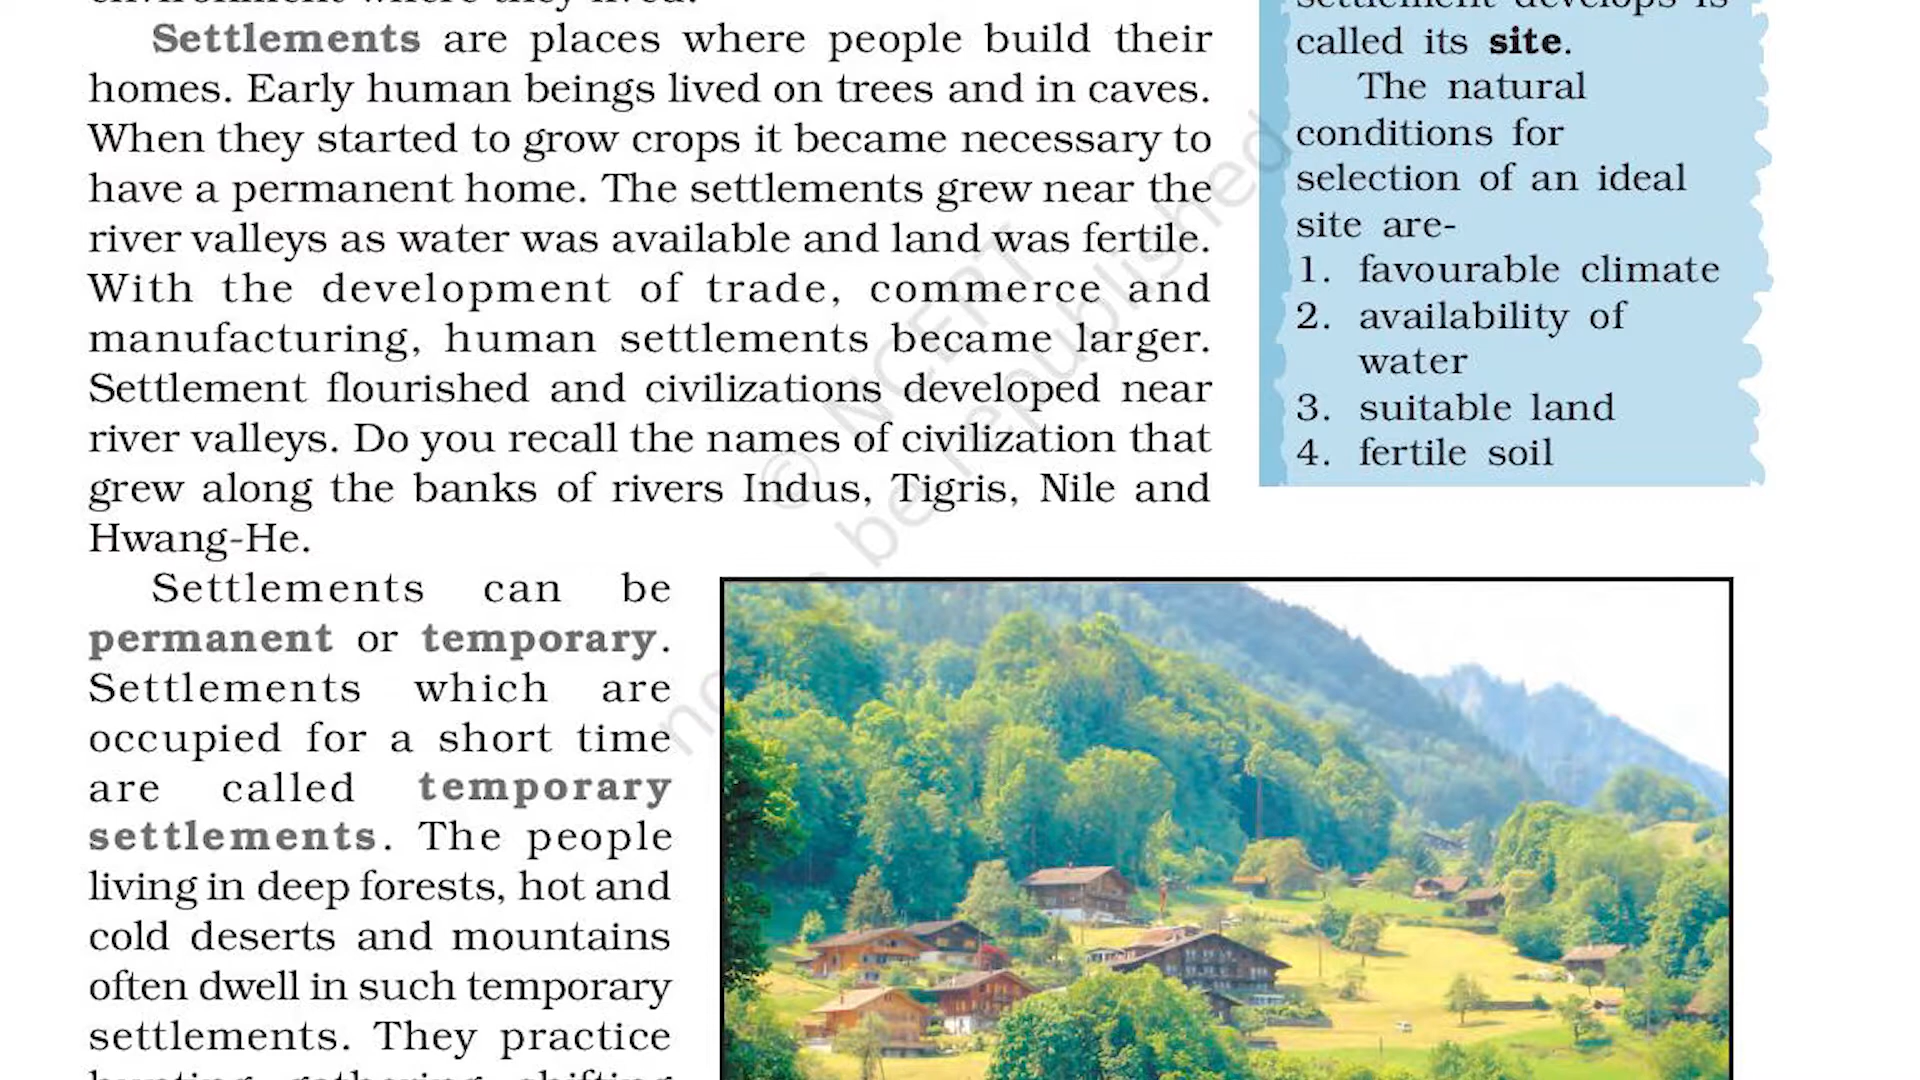 Settlements are places where people build their
homes. Early human beings lived on trees and in caves.
When they started to grow crops it became necessary to
have a permanent home. The settlements grew near the
river valleys as water was available and land was fertile.
With the development of trade, commerce and
manufacturing, human settlements became larger.
Settlement flourished and civilizations developed near
river valleys. Do you recall the names of civilization that
grew along the banks of rivers Indus, Tigris, Nile and
Hwang-He.
Settlements can be
permanent or temporary.
Settlements which are
occupied for a short time
are called temporary
settlements. The people
living in deep forests, hot and
cold deserts and mountains
often dwell in such temporary
settlements. They practice
settlement develops is
called its site.
The natural
conditions for
selection of an ideal
site are-
1. favourable climate
2. availability of
water
3. suitable land
4. fertile soil
© NCERT
be republished